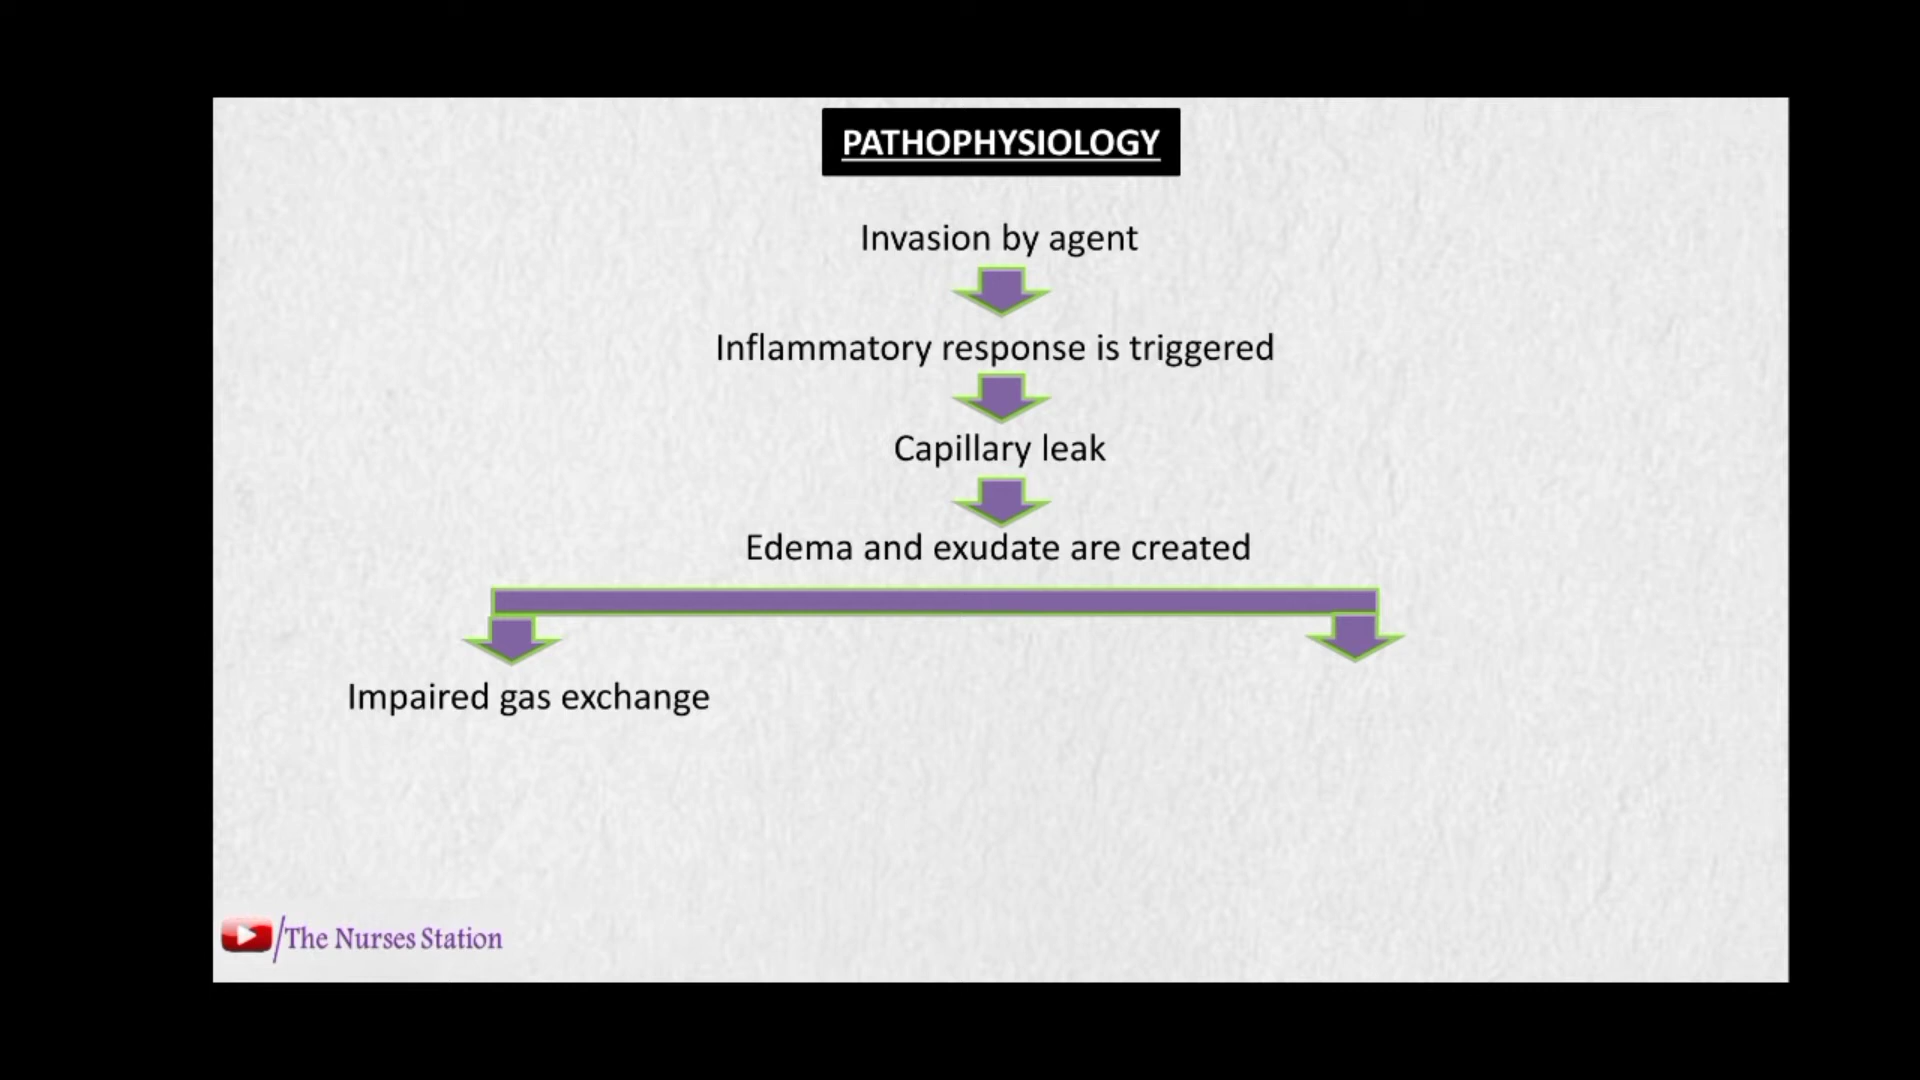 PATHOPHYSIOLOGY
Invasion by agent
Inflammatory response is triggered
Capillary leak
Edema and exudate are created
Impaired gas exchange
The Nurses Station